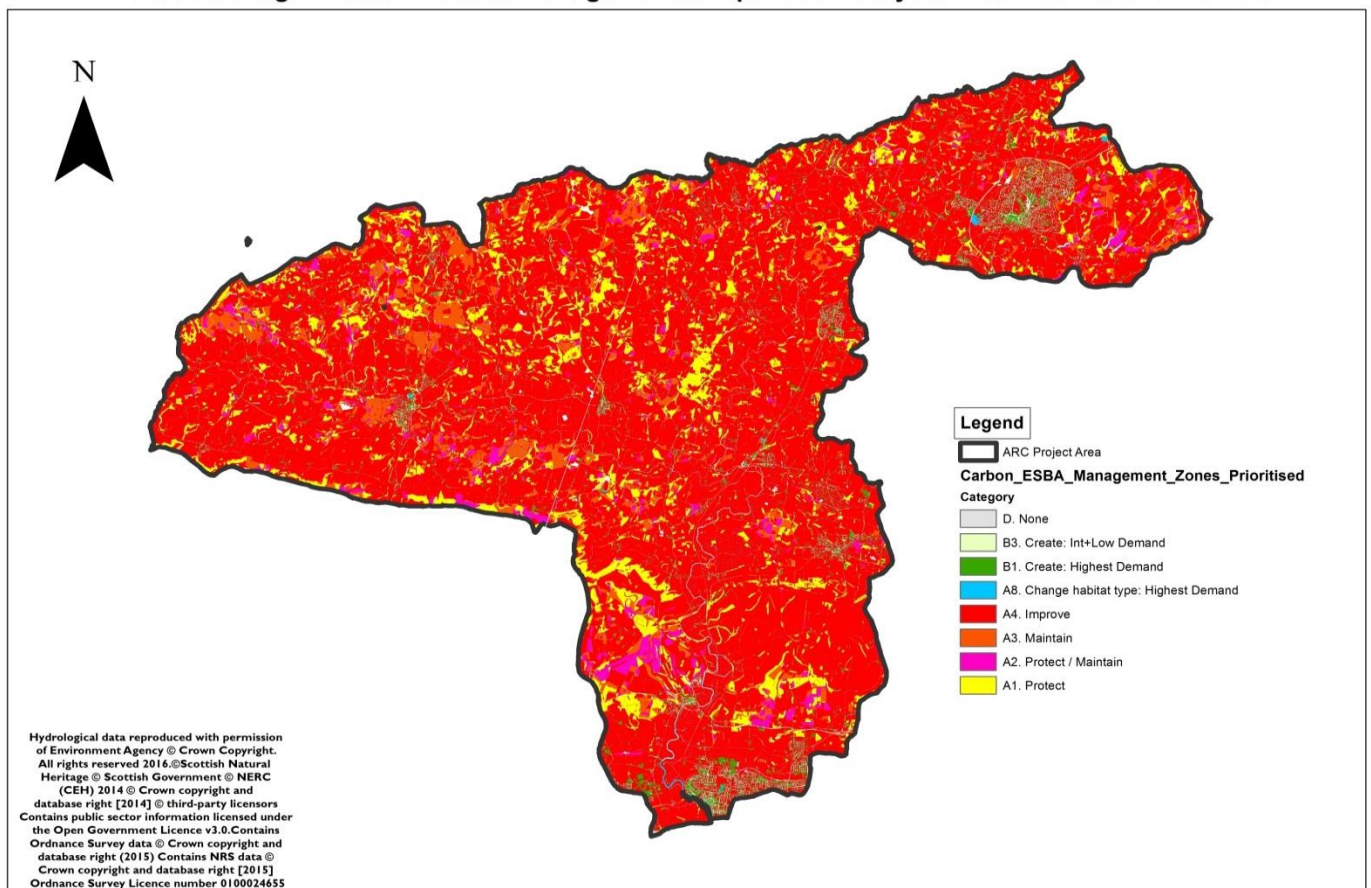 N
Legend
ARC Project Area
Carbon_ESBA_Management_Zones_Prioritised
Category
D. None
B3. Create: Int+Low Demand
B1. Create: Highest Demand
A8. Change habitat type: Highest Demand
A4. Improve
A3. Maintain
A2. Protect / Maintain
A1. Protect
Hydrological data reproduced with permission
of Environment Agency © Crown Copyright.
All rights reserved 2016.©Scottish Natural
Heritage © Scottish Government © NERC
(CEH) 2014 © Crown copyright and
database right [2014] © third-party licensors
Contains public sector information licensed under
the Open Government Licence v3.0.Contains
Ordnance Survey data © Crown copyright and
database right (2015) Contains NRS data ©
Crown copyright and database right [2015]
Ordnance Survey Licence number 0100024655